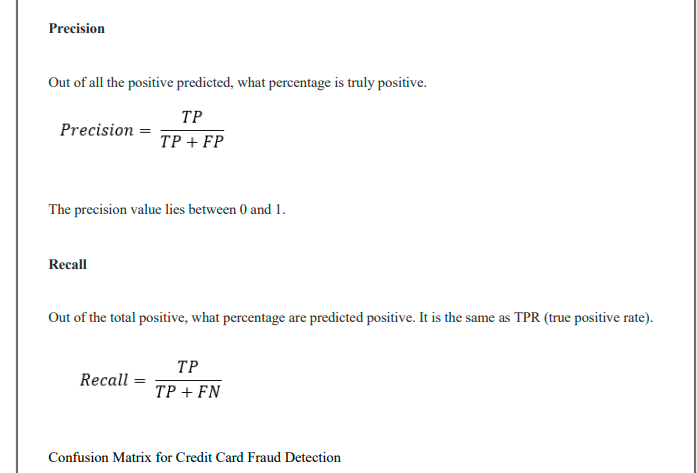 Precision
Out of all the positive predicted, what percentage is truly positive.
Precision = TP / TP + FP
The precision value lies between 0 and 1.
Recall
Out of the total positive, what percentage are predicted positive. It is the same as TPR (true positive rate).
Recall = TP / TP + FN
Confusion Matrix for Credit Card Fraud Detection